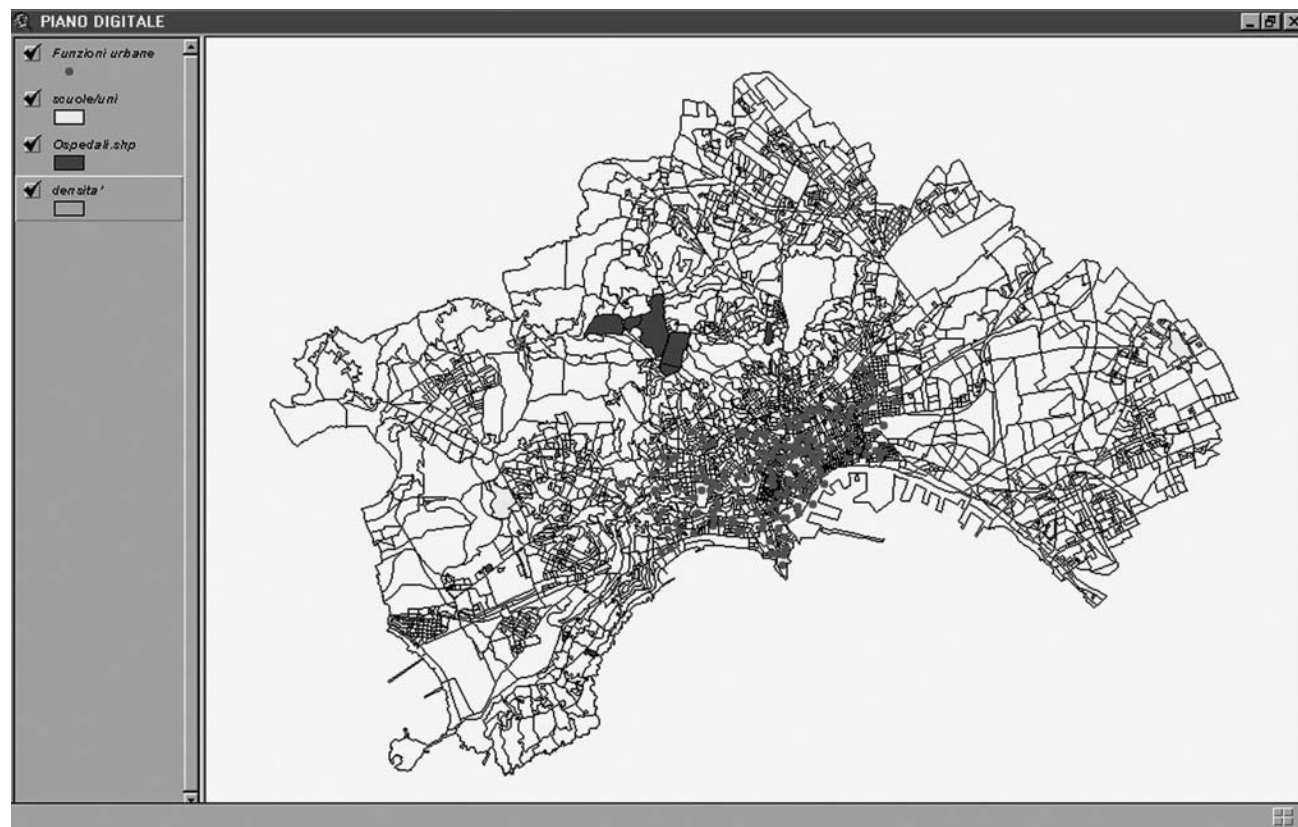 PIANO DIGITALE
Funzioni urbane
scuole/uni
Ospedali.shp
densita'